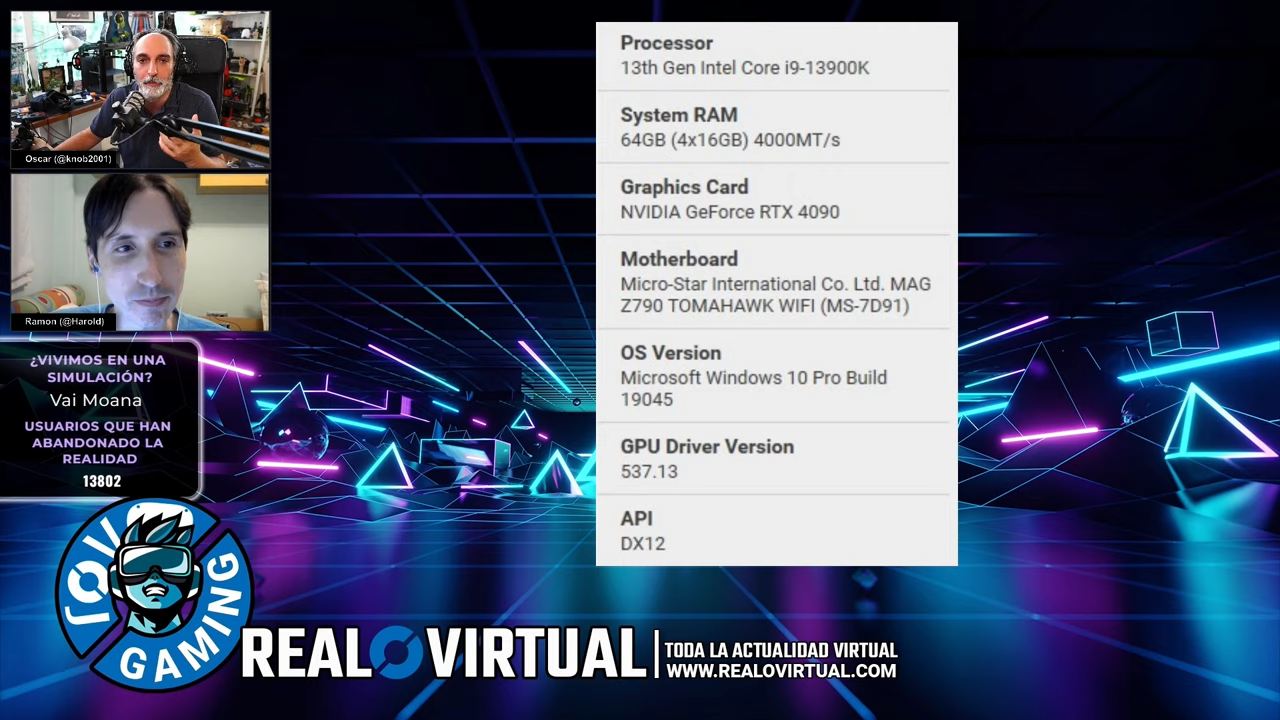 Oscar (@knob2001)
Ramon (@Harold)
¿VIVIMOS EN UNA
SIMULACIÓN?
Vai Moana
USUARIOS QUE HAN
ABANDONADO LA
REALIDAD
13802
ROV
GAMING
REAL O VIRTUAL
TODA LA ACTUALIDAD VIRTUAL
WWW.REALOVIRTUAL.COM
Processor
13th Gen Intel Core i9-13900K
System RAM
64GB (4x16GB) 4000MT/s
Graphics Card
NVIDIA GeForce RTX 4090
Motherboard
Micro-Star International Co. Ltd. MAG
Z790 TOMAHAWK WIFI (MS-7D91)
OS Version
Microsoft Windows 10 Pro Build
19045
GPU Driver Version
537.13
API
DX12